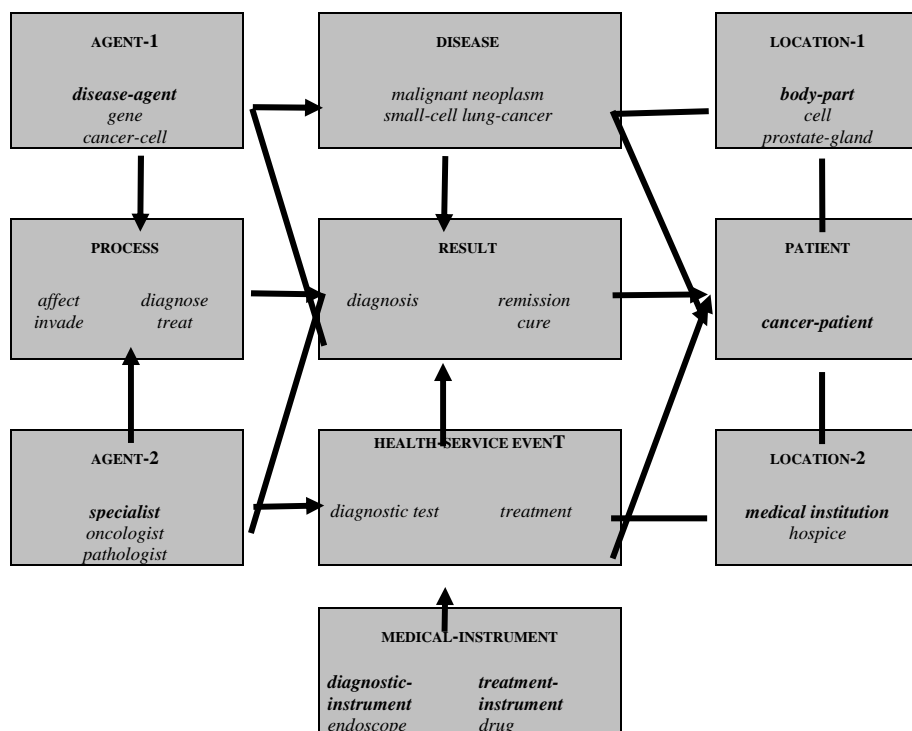 AGENT-1
disease-agent
gene
cancer-cell
DISEASE
malignant neoplasm
small-cell lung-cancer
LOCATION-1
body-part
cell
prostate-gland
PROCESS
affect diagnose
invade treat
RESULT
diagnosis remission
cure
PATIENT
cancer-patient
AGENT-2
specialist
oncologist
pathologist
HEALTH-SERVICE EVENT
diagnostic test treatment
LOCATION-2
medical institution
hospice
MEDICAL-INSTRUMENT
diagnostic- treatment-
instrument instrument
endoscope drug